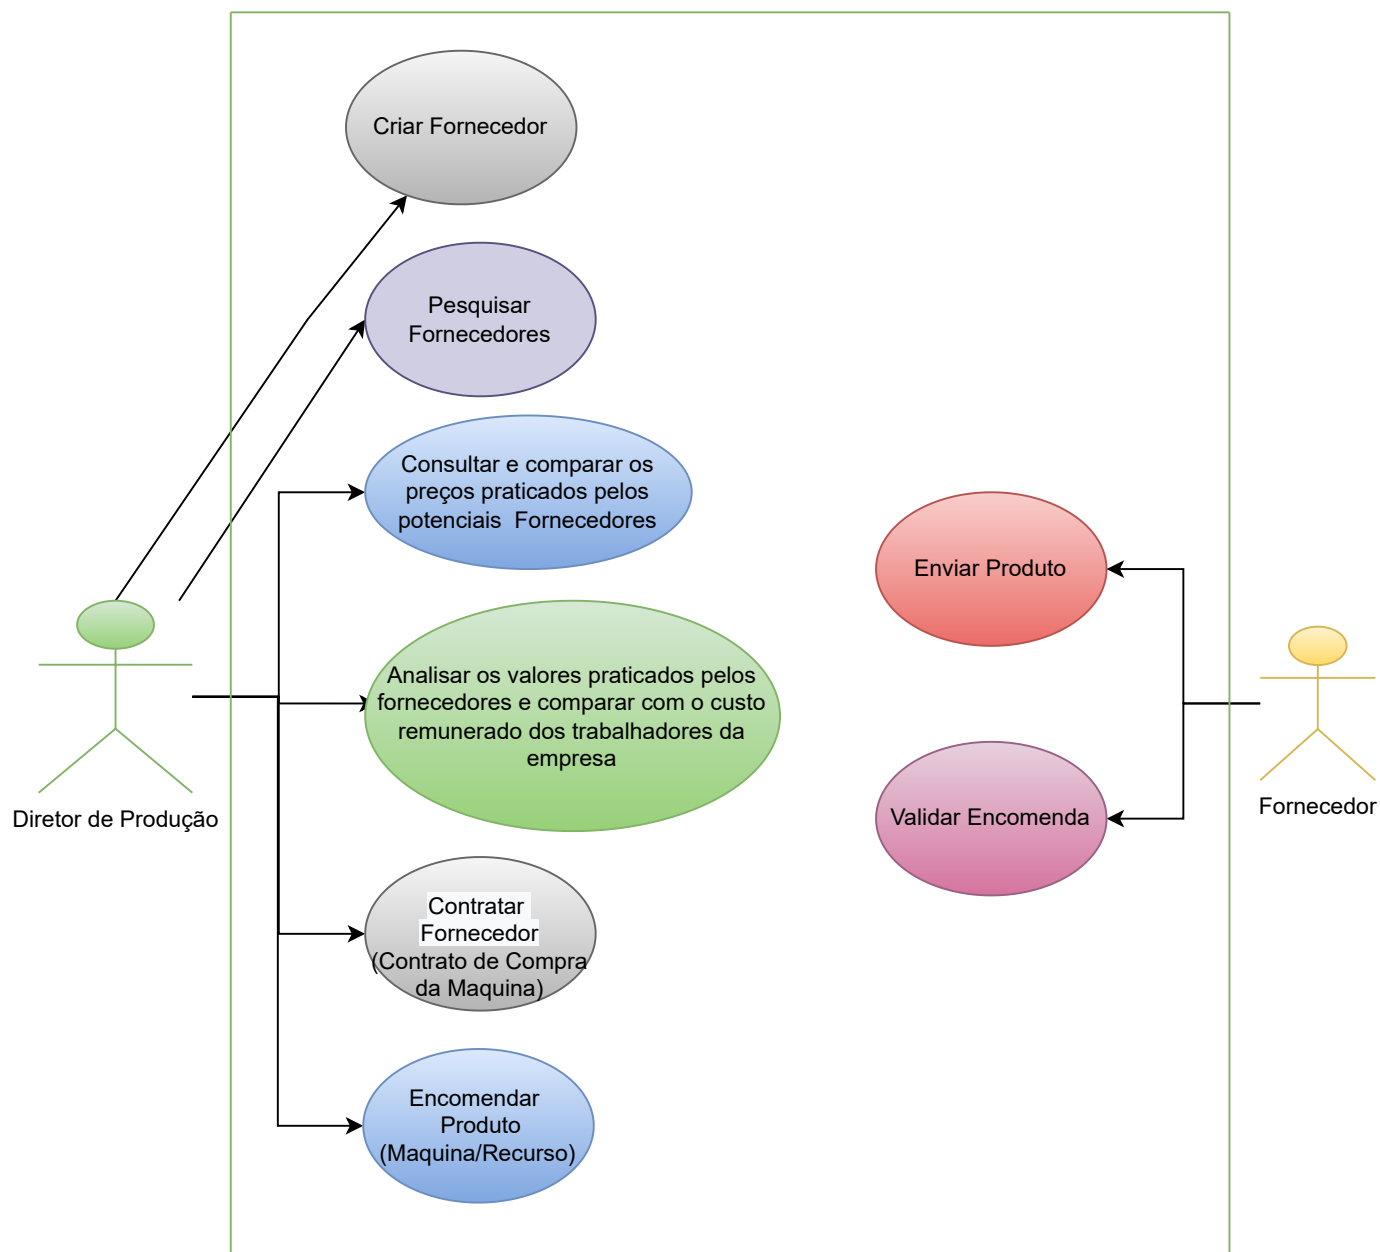 Criar Fornecedor
Pesquisar
Fornecedores
Consultar e comparar os
preços praticados pelos
potenciais Fornecedores
Analisar os valores praticados pelos
fornecedores e comparar com o custo
remunerado dos trabalhadores da
empresa
Contratar
Fornecedor
(Contrato de Compra
da Maquina)
Encomendar
Produto
(Maquina/Recurso)
Diretor de Produção
Enviar Produto
Validar Encomenda
Fornecedor